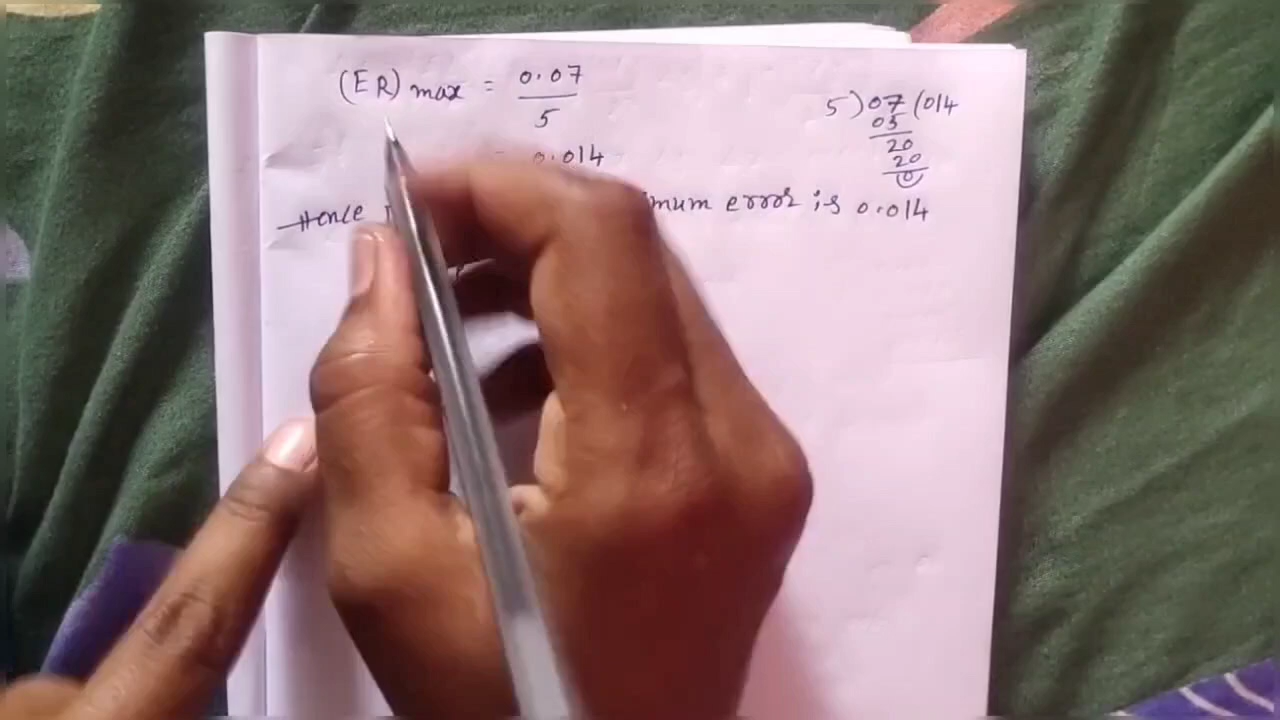 (ER) max = 0.07
5
= 0.014
Hence error is 0.014
5) 07 (014
05
20
20
0